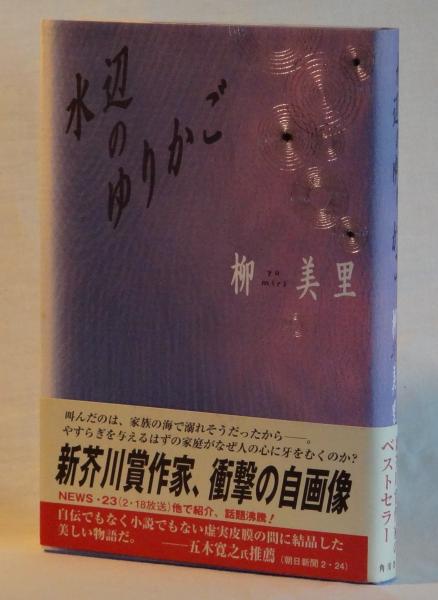 水辺の
ゆりかご
柳美里
yu
miri
叫んだのは、家族の海で溺れそうだったから――。
やすらぎを与えるはずの家庭がなぜ人の心に牙をむくのか?
新芥川賞作家、衝撃の自画像
NEWS・23(2・18放送)他で紹介、話題沸騰!
自伝でもなく小説でもない虚実皮膜の間に結晶した
美しい物語だ。――五木寛之氏推薦(朝日新聞2・24)
柳美里
ベストセラー
角川